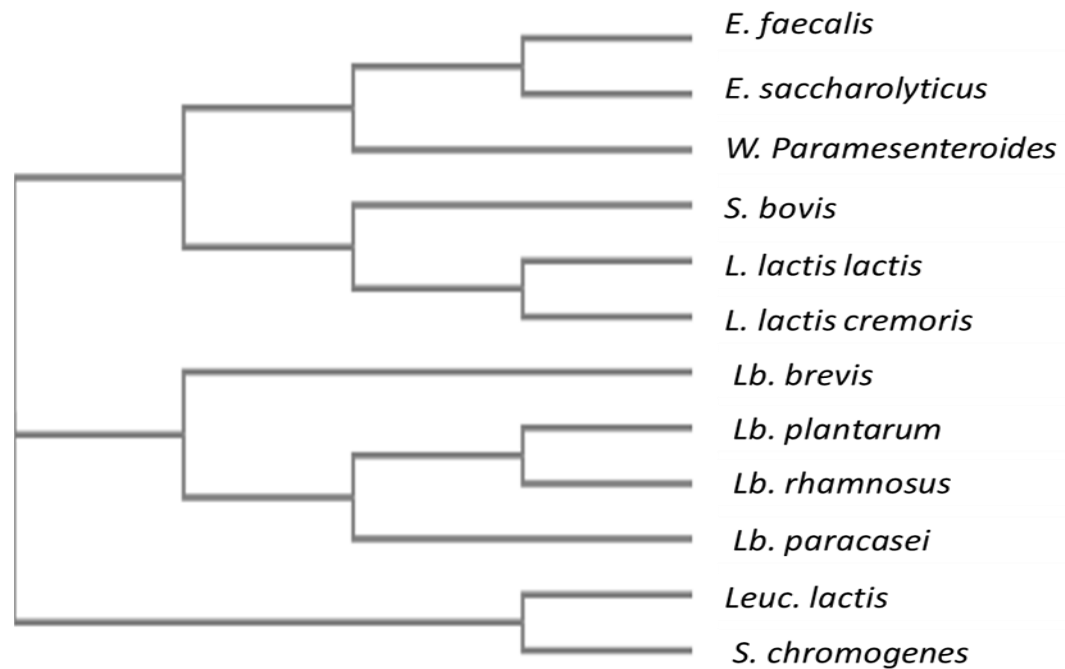 E. faecalis
E. saccharolyticus
W. Paramesenteroides
S. bovis
L. lactis lactis
L. lactis cremoris
Lb. brevis
Lb. plantarum
Lb. rhamnosus
Lb. paracasei
Leuc. lactis
S. chromogenes